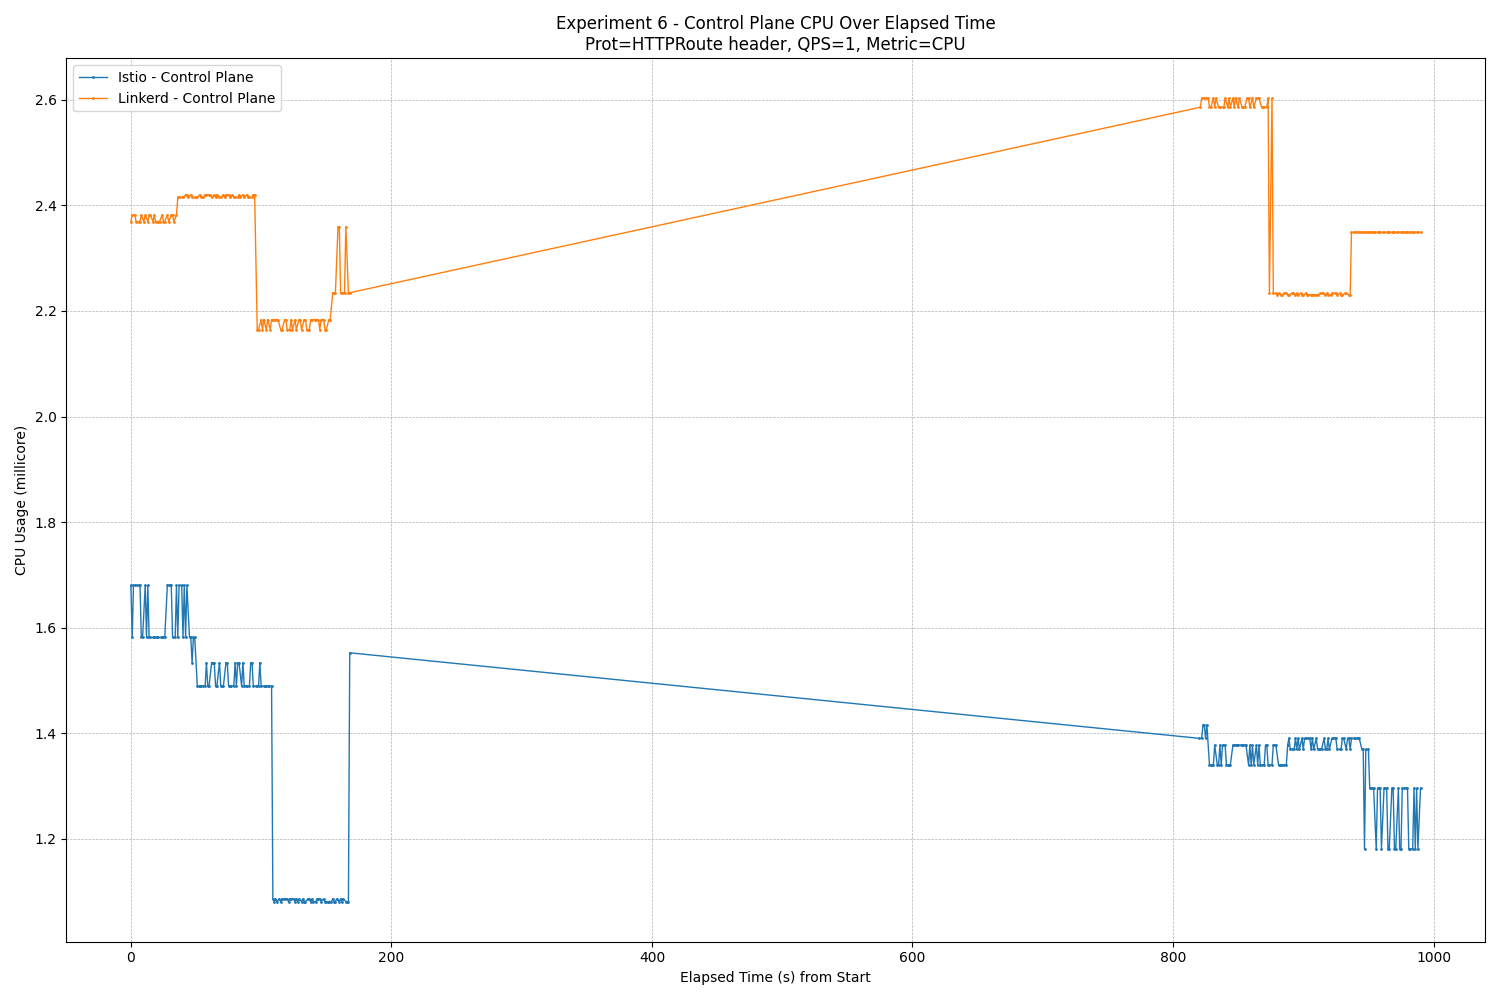 Experiment 6 - Control Plane CPU Over Elapsed Time
Prot=HTTPRoute header, QPS=1, Metric=CPU
Istio - Control Plane
Linkerd - Control Plane
CPU Usage (millicore)
2.6
2.4
2.2
2.0
1.8
1.6
1.4
1.2
0
200
400
600
800
1000
Elapsed Time (s) from Start